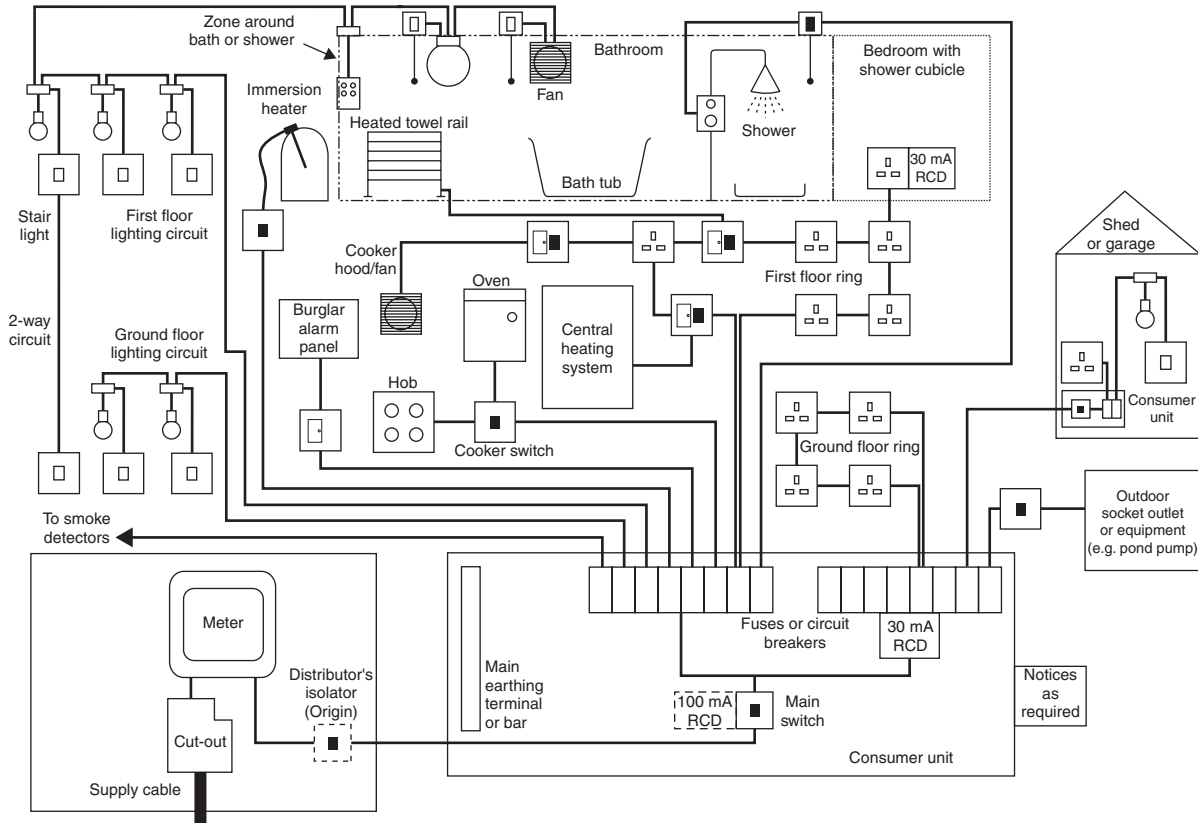 Zone around
bath or shower
Bathroom
Bedroom with
shower cubicle
Fan
Immersion
heater
Heated towel rail
Shower
Bath tub
30 mA
RCD
Stair
light
First floor
lighting circuit
Shed
or garage
Cooker
hood/fan
First floor ring
Oven
Burglar
alarm
panel
Central
heating
system
2-way
circuit
Ground floor
lighting circuit
Hob
Cooker switch
Consumer
unit
Ground floor ring
To smoke
detectors
Outdoor
socket outlet
or equipment
(e.g. pond pump)
Meter
Fuses or circuit
breakers
30 mA
RCD
Distributor's
isolator
(Origin)
Main
earthing
terminal
or bar
100 mA
RCD
Main
switch
Notices
as
required
Cut-out
Consumer unit
Supply cable